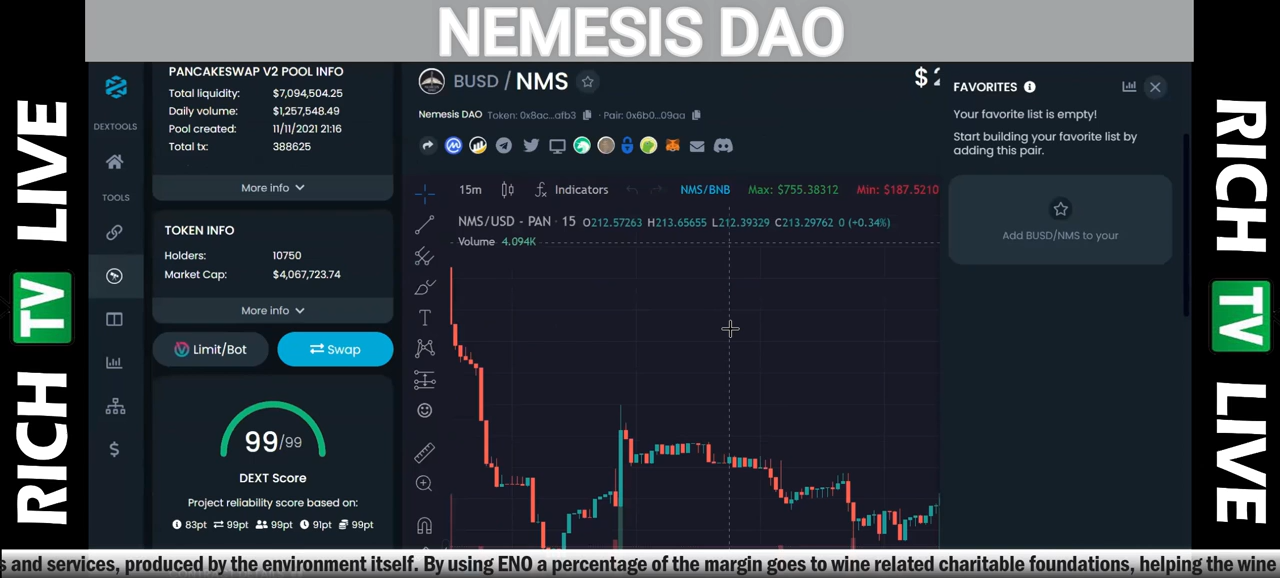 NEMESIS DAO
RICH TV LIVE
DEXTOOLS
TOOLS
PANCAKESWAP V2 POOL INFO
Total liquidity: $7,094,504.25
Daily volume: $1,257,548.49
Pool created: 11/11/2021 21:16
Total tx: 388625
More info
TOKEN INFO
Holders: 10750
Market Cap: $4,067,723.74
More info
Limit/Bot
Swap
99/99
DEXT Score
Project reliability score based on:
83pt 99pt 99pt 91pt 99pt
BUSD / NMS
$
Nemesis DAO Token: 0x8ac...afb3 · Pair: 0x6b0...09aa
15m Indicators NMS/BNB Max: $755.38312 Min: $187.5210
NMS/USD - PAN · 15 O212.57263 H213.65655 L212.39329 C213.29762 0 (+0.34%)
Volume 4.094K
FAVORITES
Your favorite list is empty!
Start building your favorite list by
adding this pair.
Add BUSD/NMS to your
RICH TV LIVE
s and services, produced by the environment itself. By using ENO a percentage of the margin goes to wine related charitable foundations, helping the wine